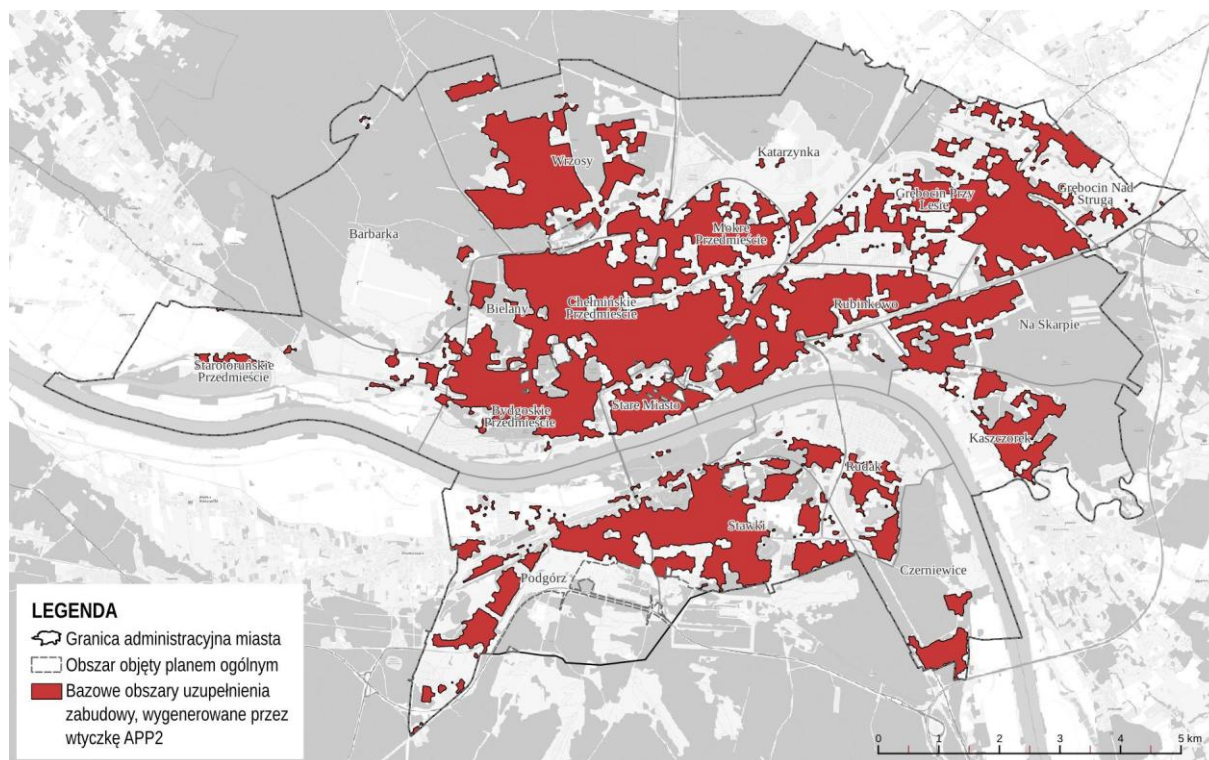 Katarzynka
Wrzosy
Grębocin Przy
Lesie
Grębocin Nad
Strugą
Barbarka
Mokre
Przedmieście
Bielany
Chełmińskie
Przedmieście
Rubinkowo
Na Skarpie
Starotoruńskie
Przedmieście
Bydgoskie
Przedmieście
Stare Miasto
Kaszczorek
Rudak
Stawki
Podgórz
Czerniewice
LEGENDA
Granica administracyjna miasta
Obszar objęty planem ogólnym
Bazowe obszary uzupełnienia
zabudowy, wygenerowane przez
wtyczkę APP2
0 1 2 3 4 5 km